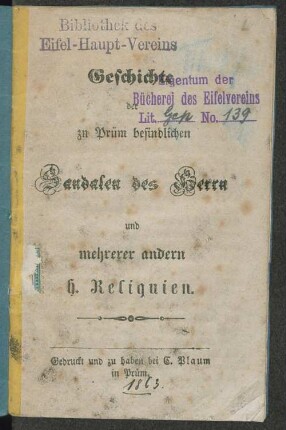 Bibliothek des
Eifel-Haupt-Vereins
Geschichte
Eigentum der
der
Bücherei des Eifelvereins
Lit. Gesch No. 139
zu Prüm befindlichen
Sandalen des Herrn
und
mehrerer andern
H. Reliquien.
Gedruckt und zu haben bei C. Plaum
in Prüm.
1863.